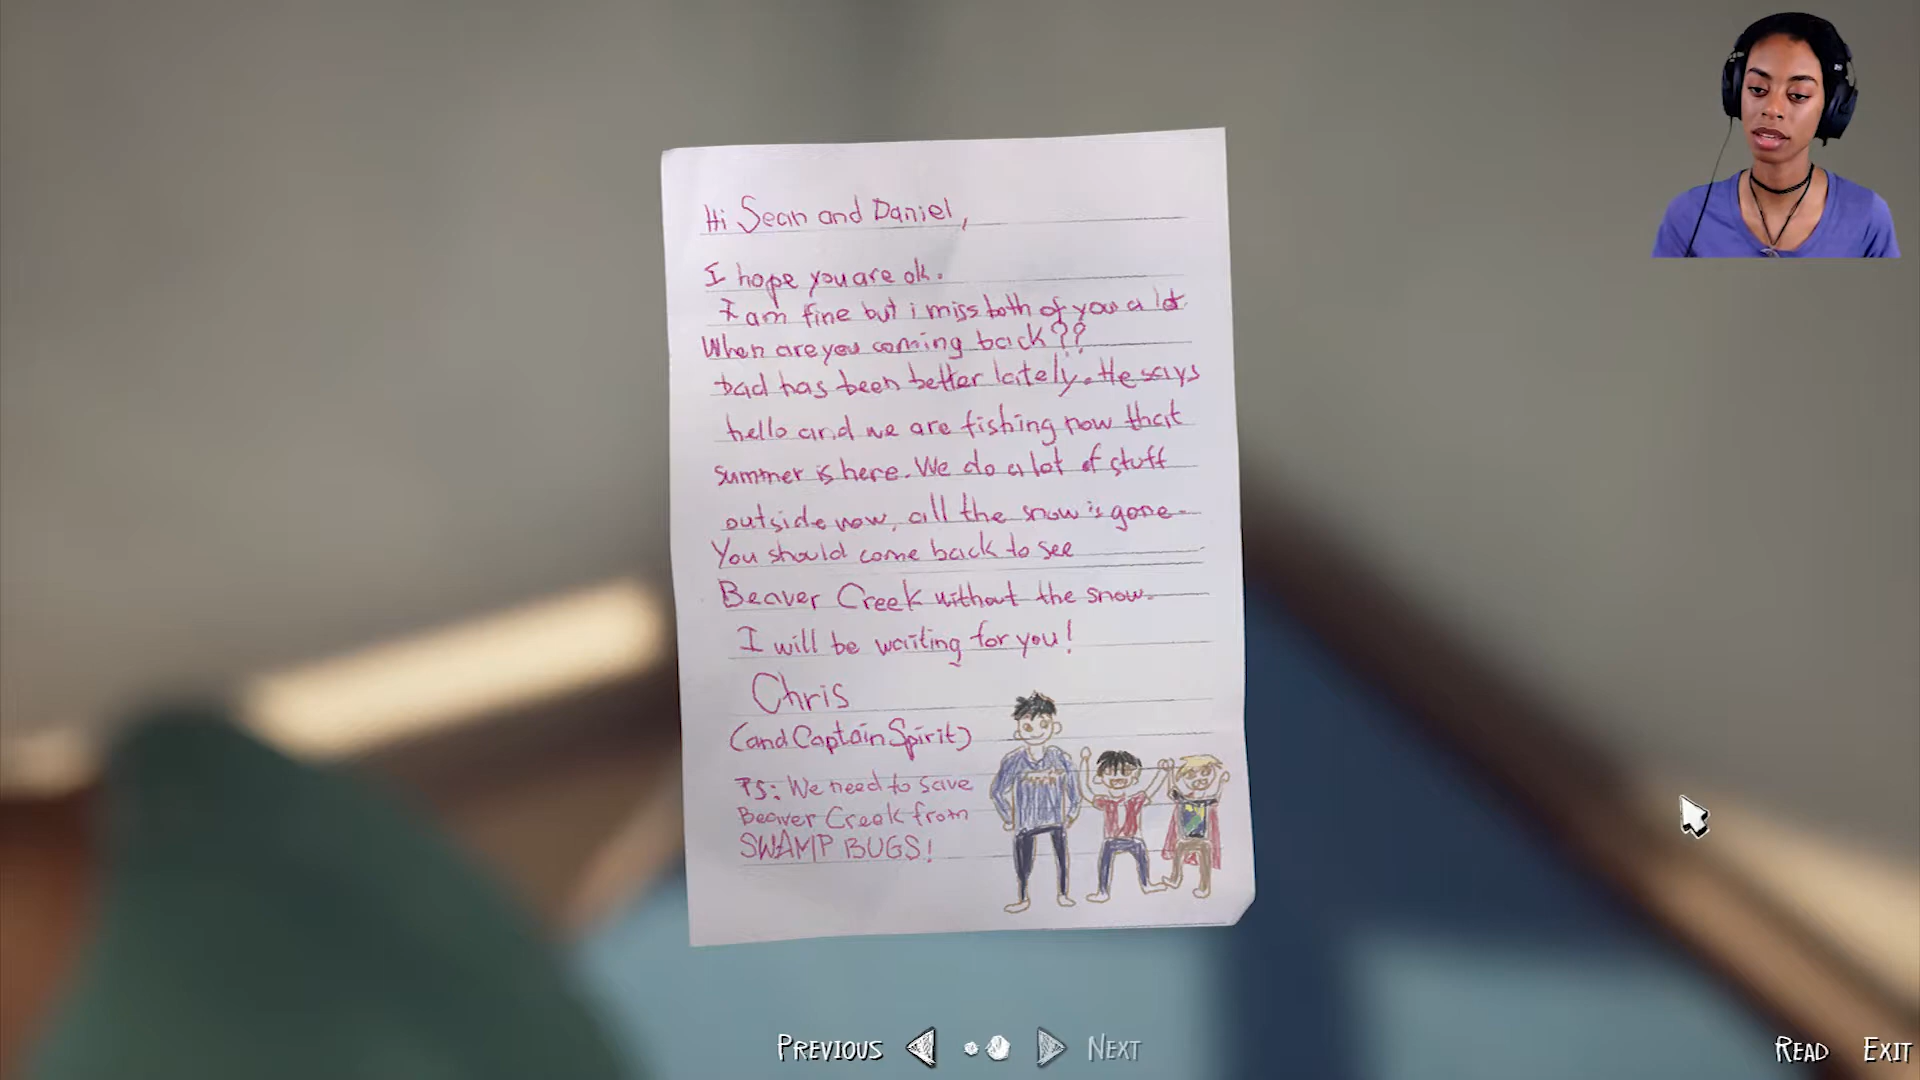 Hi Sean and Daniel,
I hope you are ok.
I am fine but i miss both of you a lot
When are you coming back??
Dad has been better lately. He says
hello and we are fishing now that
summer is here. We do a lot of stuff
outside now, all the snow is gone.
You should come back to see
Beaver Creek without the snow.
I will be waiting for you!
Chris
(and Captain Spirit)
PS: We need to save
Beaver Creek from
SWAMP BUGS!
PREVIOUS NEXT
READ EXIT